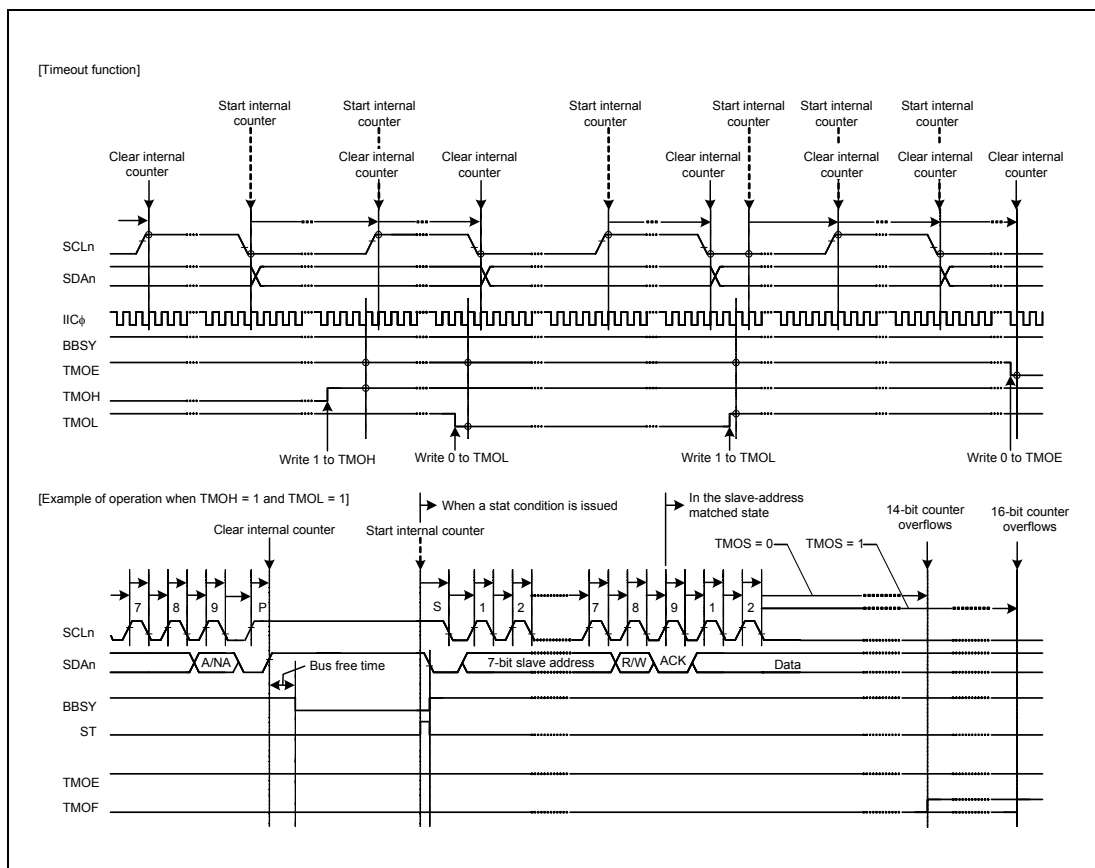 [Timeout function]
Start internal
counter
Start internal
counter
Start internal
counter
Start internal
counter
Start internal
counter
Start internal
counter
Clear internal
counter
Clear internal
counter
Clear internal
counter
Clear internal
counter
Clear internal
counter
Clear internal
counter
Clear internal
counter
SCLn
SDAn
IICϕ
BBSY
TMOE
TMOH
TMOL
Write 1 to TMOH
Write 0 to TMOL
Write 1 to TMOL
Write 0 to TMOE
[Example of operation when TMOH = 1 and TMOL = 1]
When a stat condition is issued
In the slave-address
matched state
Clear internal counter
Start internal counter
14-bit counter
overflows
16-bit counter
overflows
TMOS = 0
TMOS = 1
7 8 9 P S 1 2 7 8 9 1 2
SCLn
SDAn
A/NA
Bus free time
7-bit slave address
R/W
ACK
Data
BBSY
ST
TMOE
TMOF